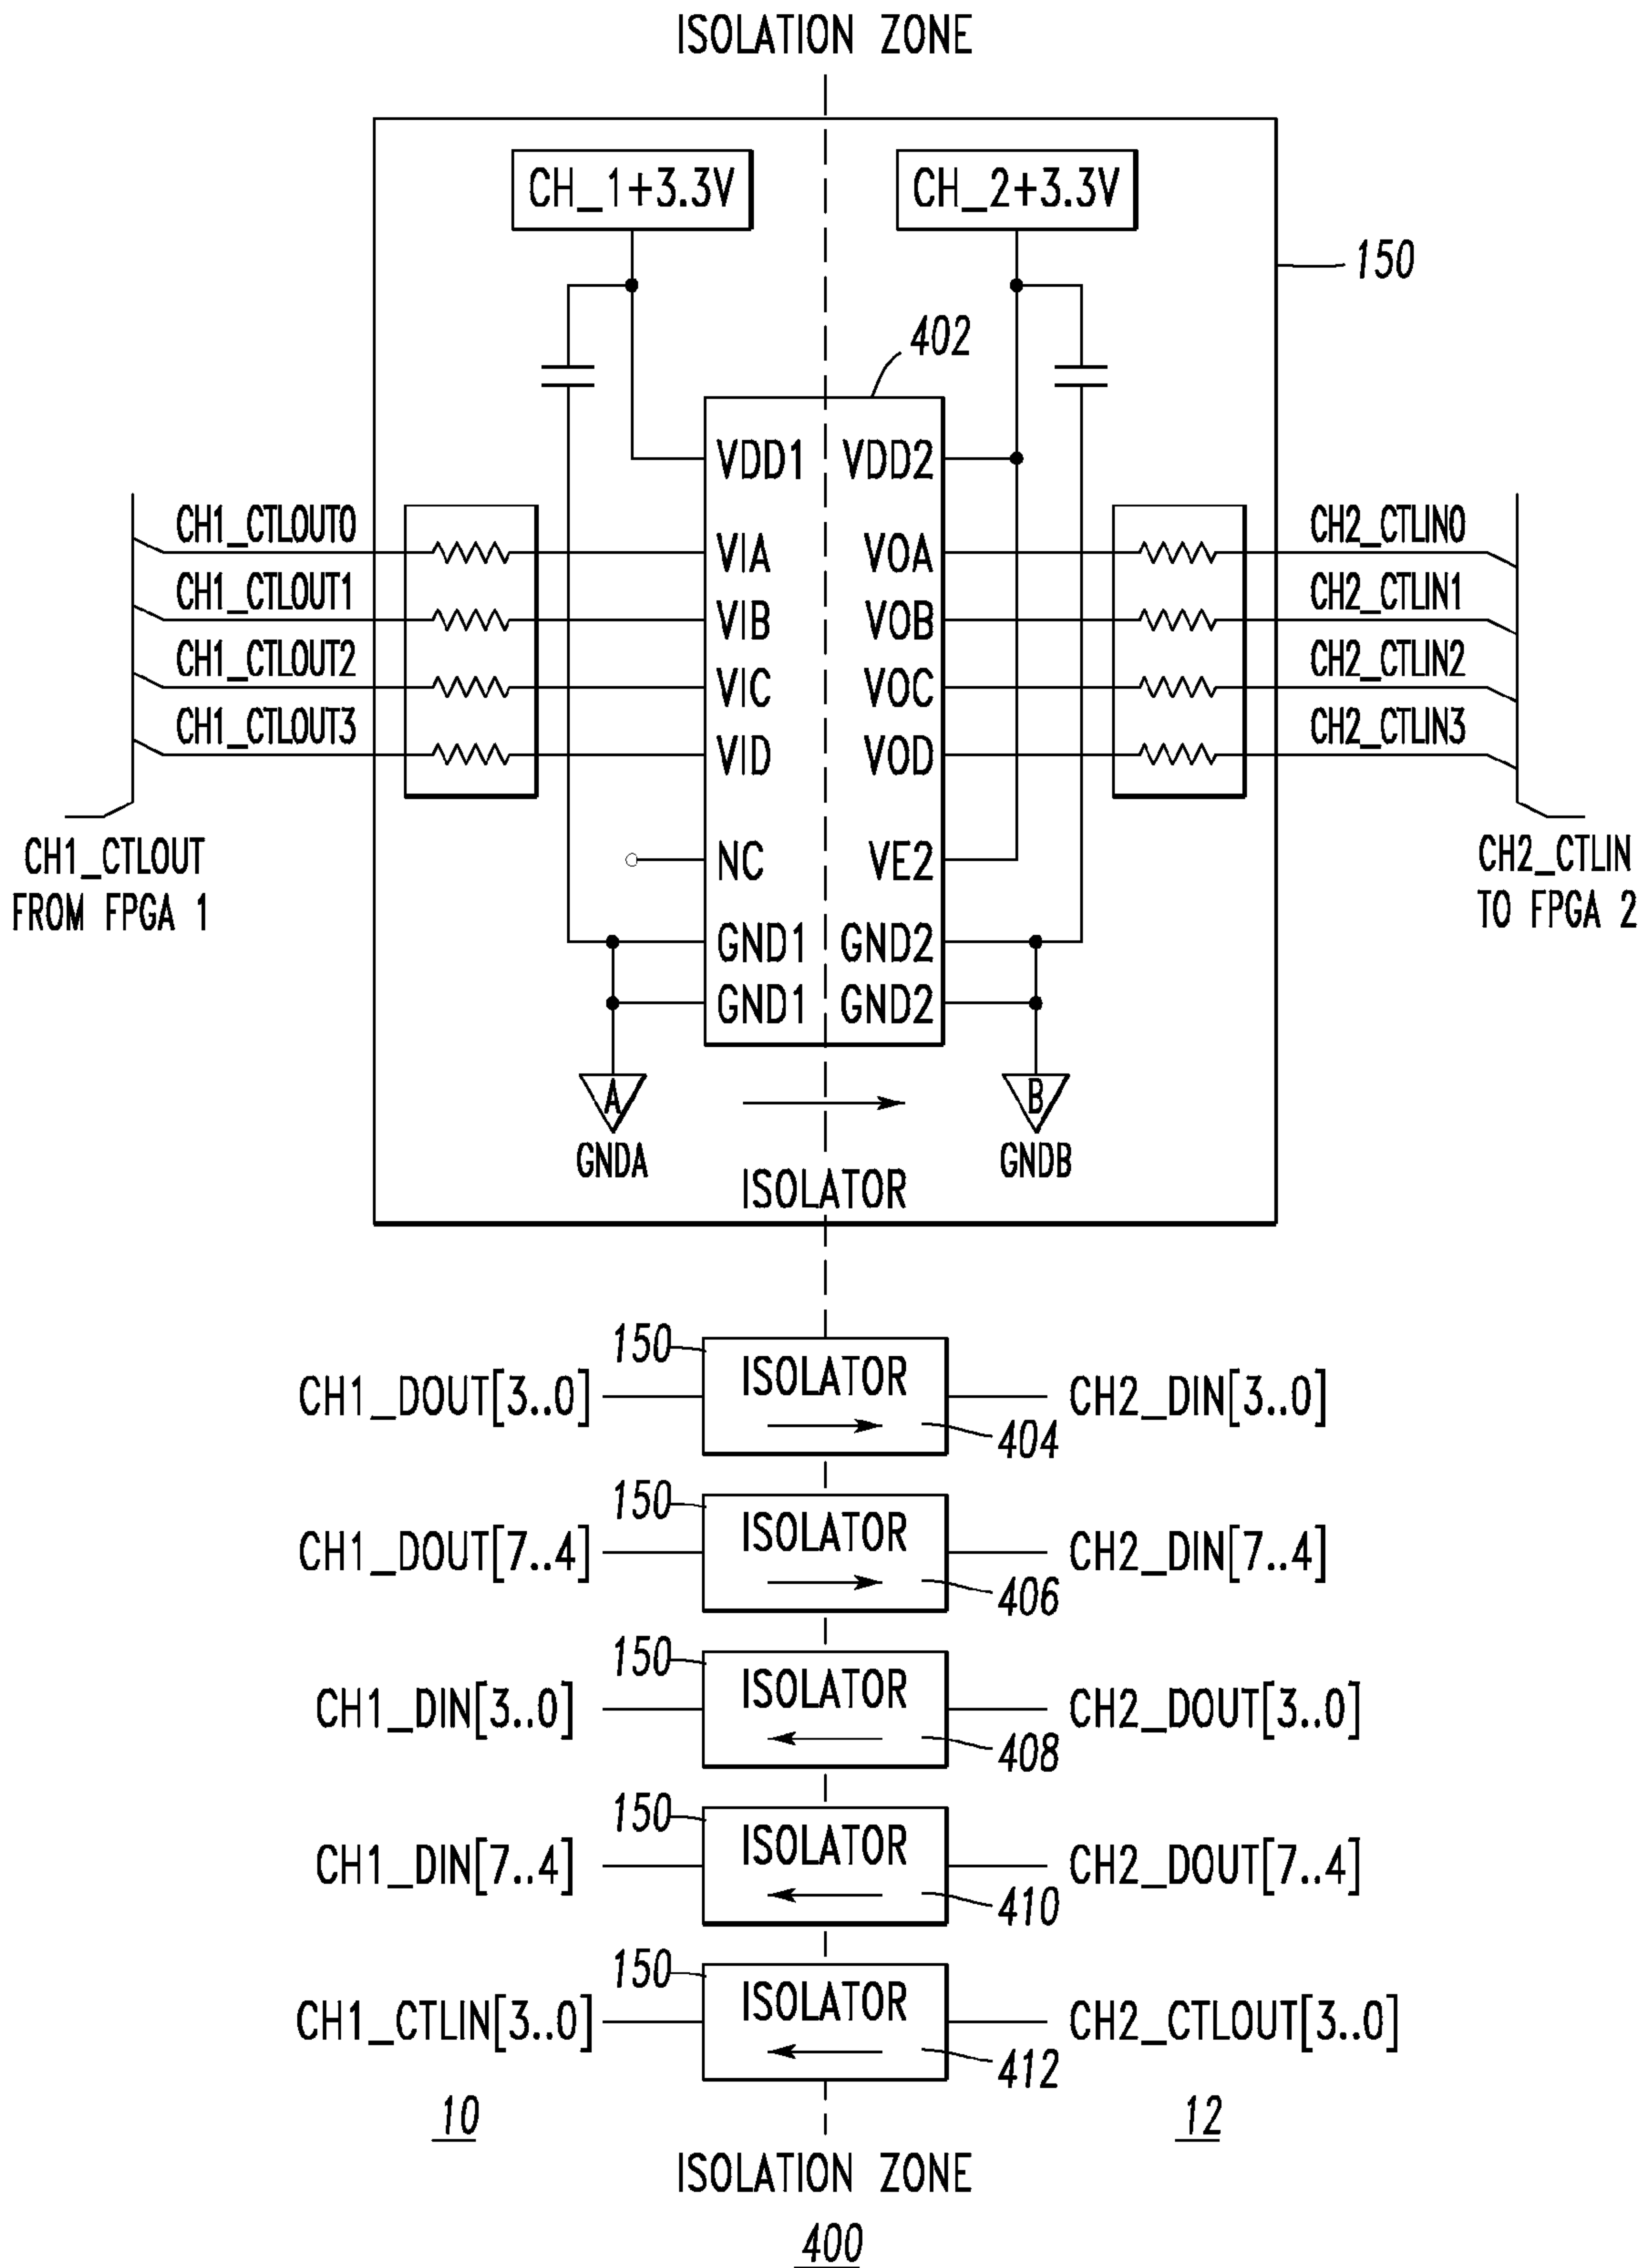 ISOLATION ZONE
CH_1+3.3V
CH_2+3.3V
150
402
VDD1
VDD2
CH1_CTLOUT0
VIA
VOA
CH2_CTLIN0
CH1_CTLOUT1
VIB
VOB
CH2_CTLIN1
CH1_CTLOUT2
VIC
VOC
CH2_CTLIN2
CH1_CTLOUT3
VID
VOD
CH2_CTLIN3
CH1_CTLOUT
FROM FPGA 1
NC
VE2
CH2_CTLIN
TO FPGA 2
GND1
GND2
GND1
GND2
A
B
GNDA
GNDB
ISOLATOR
150
CH1_DOUT[3..0]
ISOLATOR
CH2_DIN[3..0]
404
150
CH1_DOUT[7..4]
ISOLATOR
CH2_DIN[7..4]
406
150
CH1_DIN[3..0]
ISOLATOR
CH2_DOUT[3..0]
408
150
CH1_DIN[7..4]
ISOLATOR
CH2_DOUT[7..4]
410
150
CH1_CTLIN[3..0]
ISOLATOR
CH2_CTLOUT[3..0]
412
10
12
ISOLATION ZONE
400